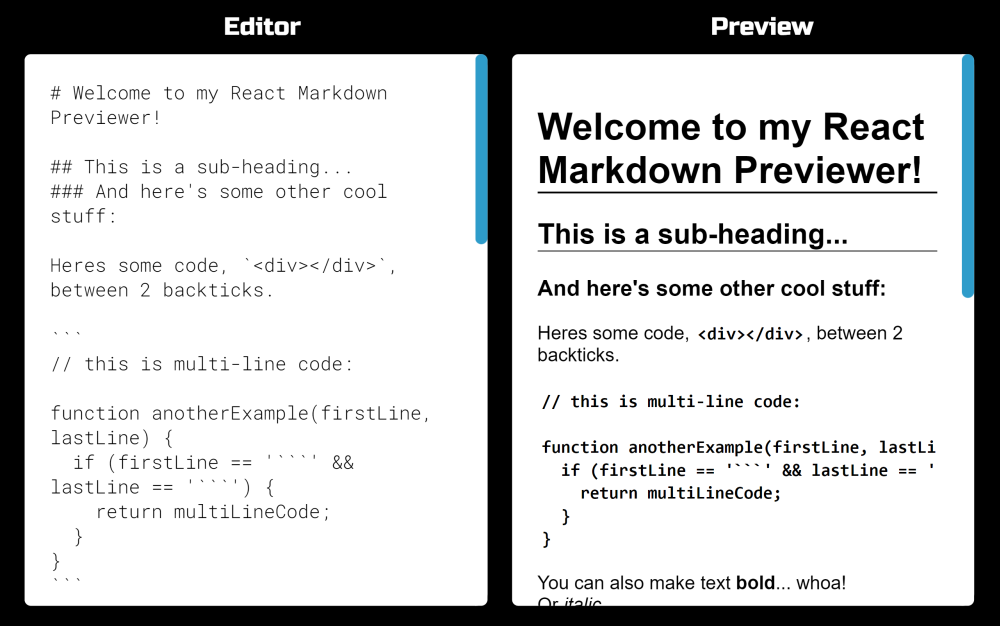 Editor
# Welcome to my React Markdown
Previewer!
## This is a sub-heading...
### And here's some other cool
stuff:
Heres some code, `<div></div>`,
between 2 backticks.
```
// this is multi-line code:
function anotherExample(firstLine,
lastLine) {
  if (firstLine == '````' &&
lastLine == '````') {
    return multiLineCode;
  }
}
```
Preview
Welcome to my React
Markdown Previewer!
This is a sub-heading...
And here's some other cool stuff:
Heres some code, <div></div>, between 2
backticks.
// this is multi-line code:
function anotherExample(firstLine, lastLi
  if (firstLine == '````' && lastLine == '
    return multiLineCode;
  }
}
You can also make text bold... whoa!
Or italic